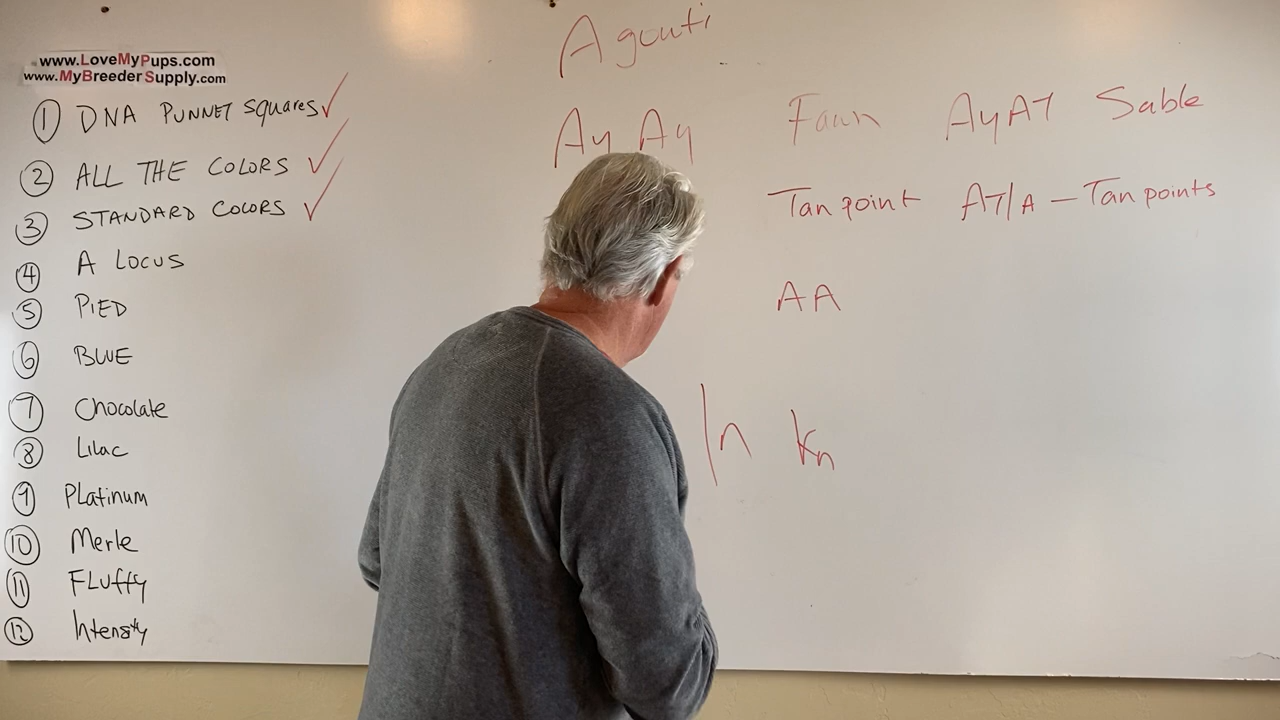 www.LoveMyPups.com
www.MyBreederSupply.com
1 DNA PUNNET SQUARES ✓
2 ALL THE COLORS ✓
3 STANDARD COLORS ✓
4 A LOCUS
5 PIED
6 BLUE
7 Chocolate
8 Lilac
9 Platinum
10 Merle
11 FLuffy
12 Intensity
Agouti
Ay Ay Fawn AyAT Sable
Tan point AT/A - Tan points
AA
n Kn